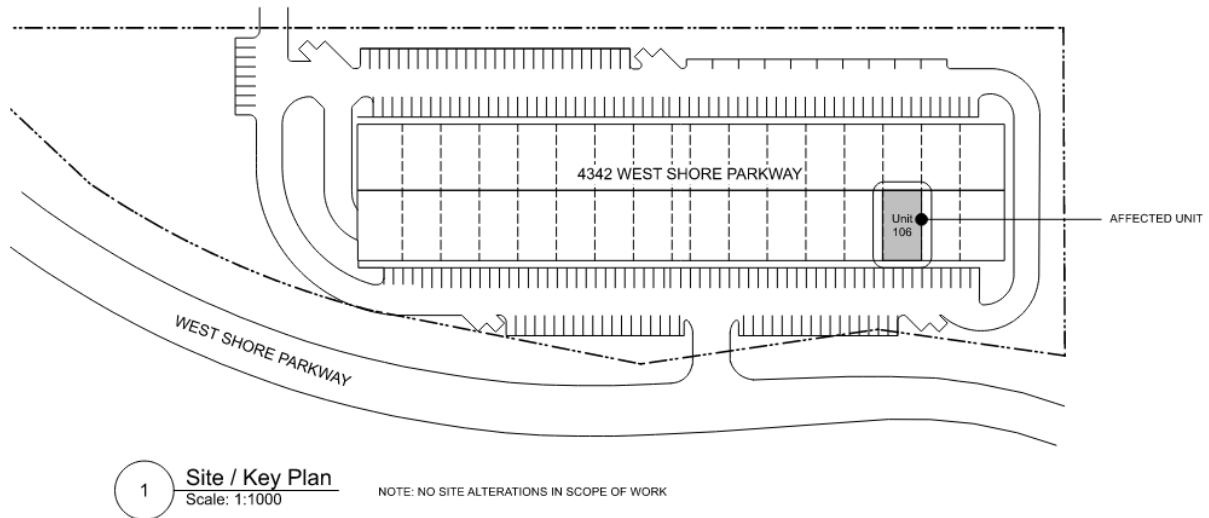 4342 WEST SHORE PARKWAY
Unit
106
AFFECTED UNIT
WEST SHORE PARKWAY
1
Site / Key Plan
Scale: 1:1000
NOTE: NO SITE ALTERATIONS IN SCOPE OF WORK